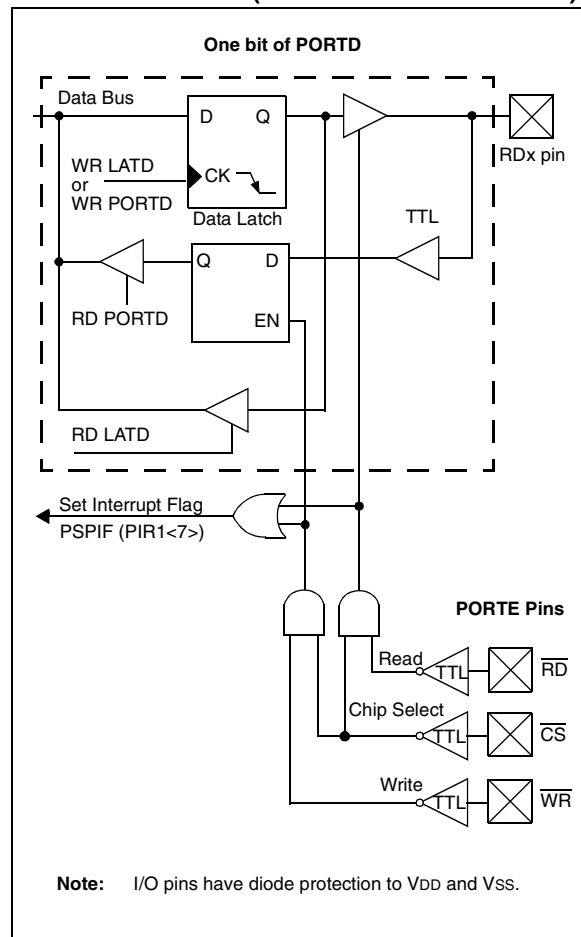 One bit of PORTD
Data Bus
D Q
RDx pin
WR LATD
or
WR PORTD
CK
Data Latch
TTL
Q D
EN
RD PORTD
RD LATD
Set Interrupt Flag
PSPIF (PIR1<7>)
PORTE Pins
Read
TTL
RD
Chip Select
TTL
CS
Write
TTL
WR
Note: I/O pins have diode protection to VDD and VSS.